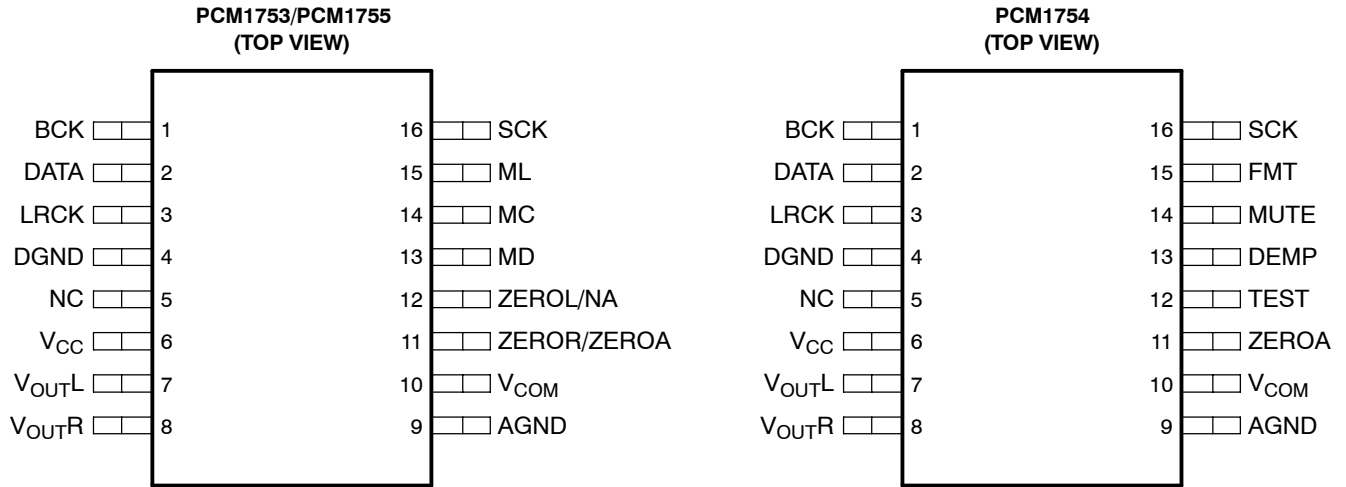 PCM1753/PCM1755
(TOP VIEW)
BCK 1 16 SCK
DATA 2 15 ML
LRCK 3 14 MC
DGND 4 13 MD
NC 5 12 ZEROL/NA
VCC 6 11 ZEROR/ZEROA
VOUTL 7 10 VCOM
VOUTR 8 9 AGND
PCM1754
(TOP VIEW)
BCK 1 16 SCK
DATA 2 15 FMT
LRCK 3 14 MUTE
DGND 4 13 DEMP
NC 5 12 TEST
VCC 6 11 ZEROA
VOUTL 7 10 VCOM
VOUTR 8 9 AGND